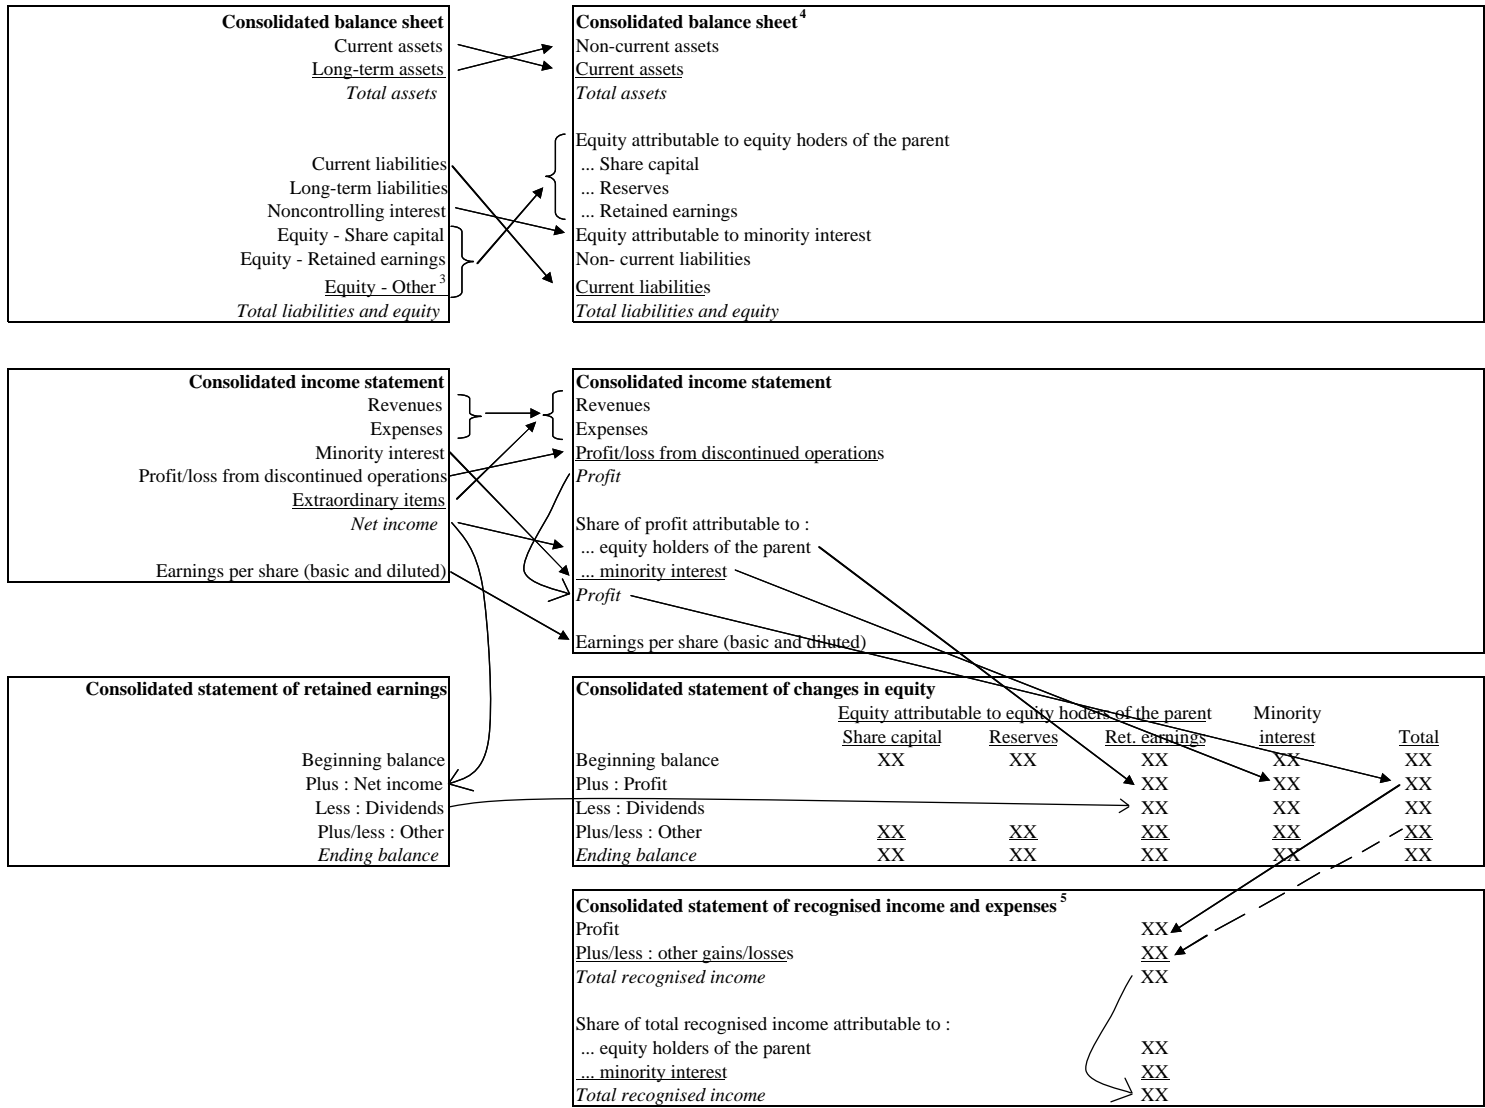 Consolidated balance sheet
Current assets
Long-term assets
Total assets
Current liabilities
Long-term liabilities
Noncontrolling interest
Equity - Share capital
Equity - Retained earnings
Equity - Other 3
Total liabilities and equity
Consolidated balance sheet 4
Non-current assets
Current assets
Total assets
Equity attributable to equity hoders of the parent
... Share capital
... Reserves
... Retained earnings
Equity attributable to minority interest
Non- current liabilities
Current liabilities
Total liabilities and equity
Consolidated income statement
Revenues
Expenses
Minority interest
Profit/loss from discontinued operations
Extraordinary items
Net income
Earnings per share (basic and diluted)
Consolidated income statement
Revenues
Expenses
Profit/loss from discontinued operations
Profit
Share of profit attributable to :
... equity holders of the parent
... minority interest
Profit
Earnings per share (basic and diluted)
Consolidated statement of retained earnings
Beginning balance
Plus : Net income
Less : Dividends
Plus/less : Other
Ending balance
Consolidated statement of changes in equity
Equity attributable to equity hoders of the parent Minority
Share capital Reserves Ret. earnings interest Total
Beginning balance XX XX XX XX XX
Plus : Profit XX XX XX
Less : Dividends XX XX XX
Plus/less : Other XX XX XX XX XX
Ending balance XX XX XX XX XX
Consolidated statement of recognised income and expenses 5
Profit XX
Plus/less : other gains/losses XX
Total recognised income XX
Share of total recognised income attributable to :
... equity holders of the parent XX
... minority interest XX
Total recognised income XX